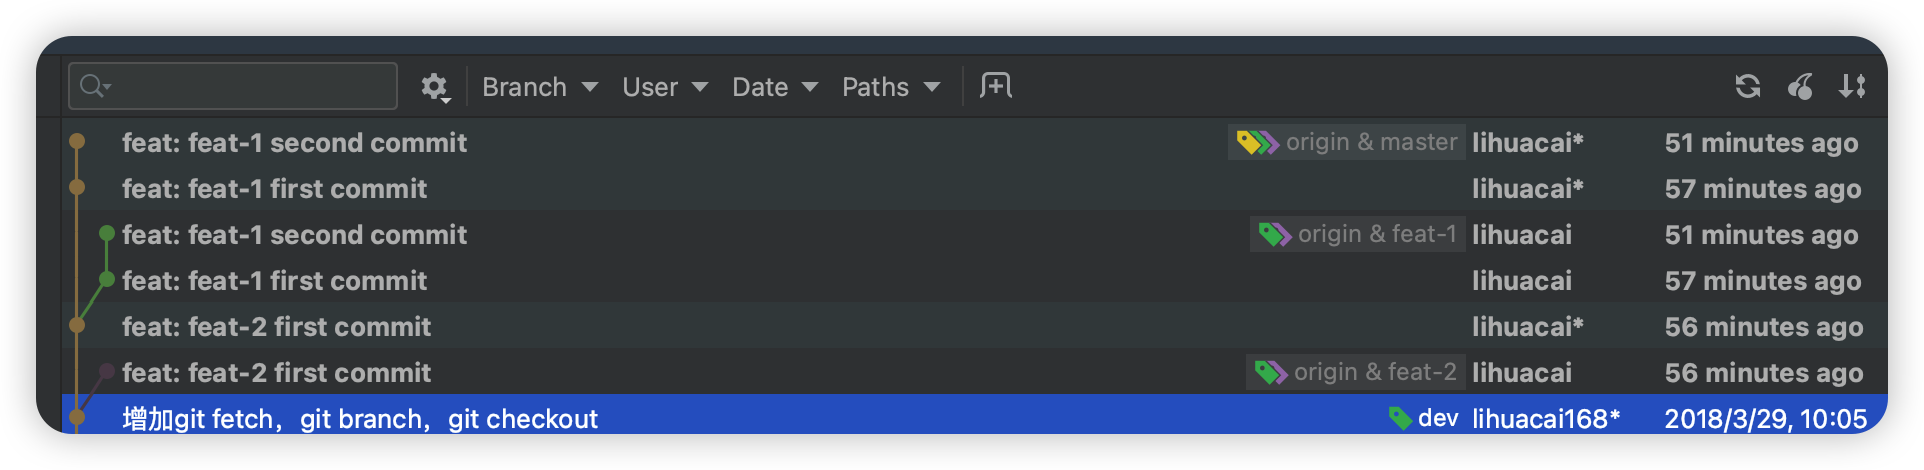 Branch User Date Paths
feat: feat-1 second commit origin & master lihuacai* 51 minutes ago
feat: feat-1 first commit lihuacai* 57 minutes ago
feat: feat-1 second commit origin & feat-1 lihuacai 51 minutes ago
feat: feat-1 first commit lihuacai 57 minutes ago
feat: feat-2 first commit lihuacai* 56 minutes ago
feat: feat-2 first commit origin & feat-2 lihuacai 56 minutes ago
增加git fetch，git branch，git checkout dev lihuacai168* 2018/3/29, 10:05